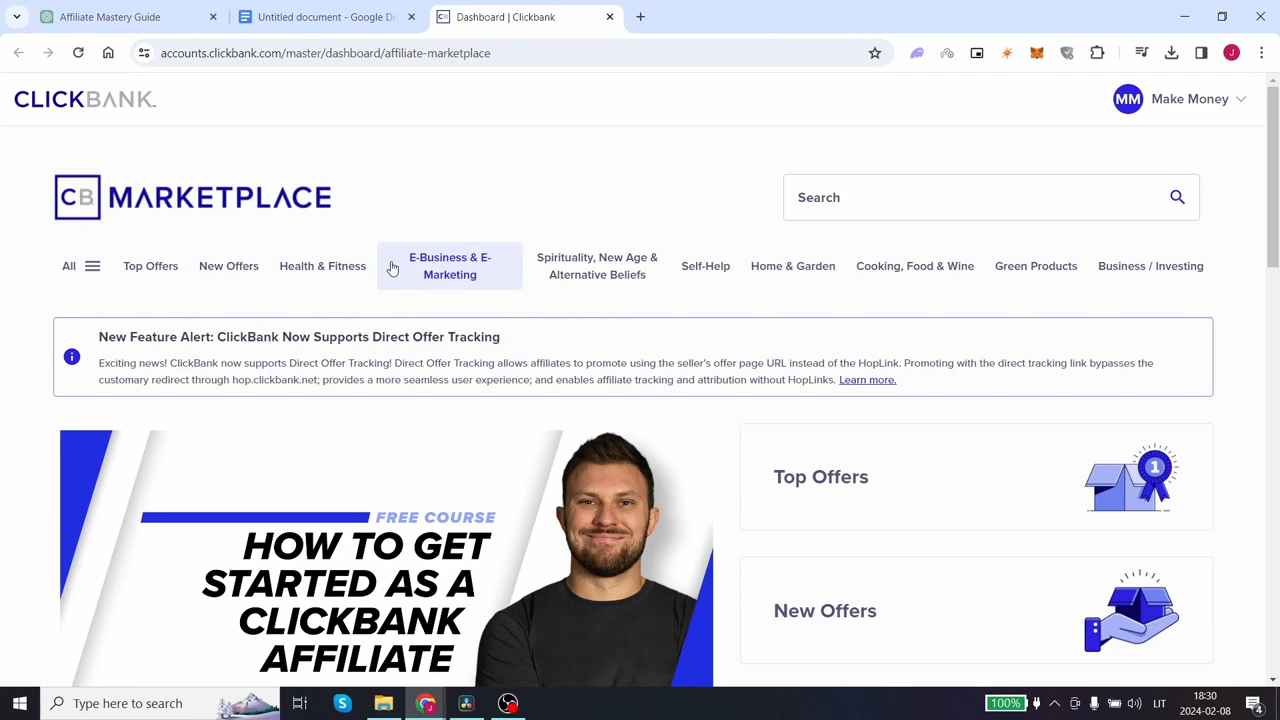 Affiliate Mastery Guide
Untitled document - Google Do
Dashboard | Clickbank
accounts.clickbank.com/master/dashboard/affiliate-marketplace
J
CLICKBANK
MM Make Money
CB MARKETPLACE
Search
All
Top Offers
New Offers
Health & Fitness
E-Business & E-
Marketing
Spirituality, New Age &
Alternative Beliefs
Self-Help
Home & Garden
Cooking, Food & Wine
Green Products
Business / Investing
New Feature Alert: ClickBank Now Supports Direct Offer Tracking
Exciting news! ClickBank now supports Direct Offer Tracking! Direct Offer Tracking allows affiliates to promote using the seller's offer page URL instead of the HopLink. Promoting with the direct tracking link bypasses the
customary redirect through hop.clickbank.net; provides a more seamless user experience; and enables affiliate tracking and attribution without HopLinks. Learn more.
FREE COURSE
HOW TO GET
STARTED AS A
CLICKBANK
AFFILIATE
Top Offers
1
New Offers
Type here to search
100%
LIT
18:30
2024-02-08
4